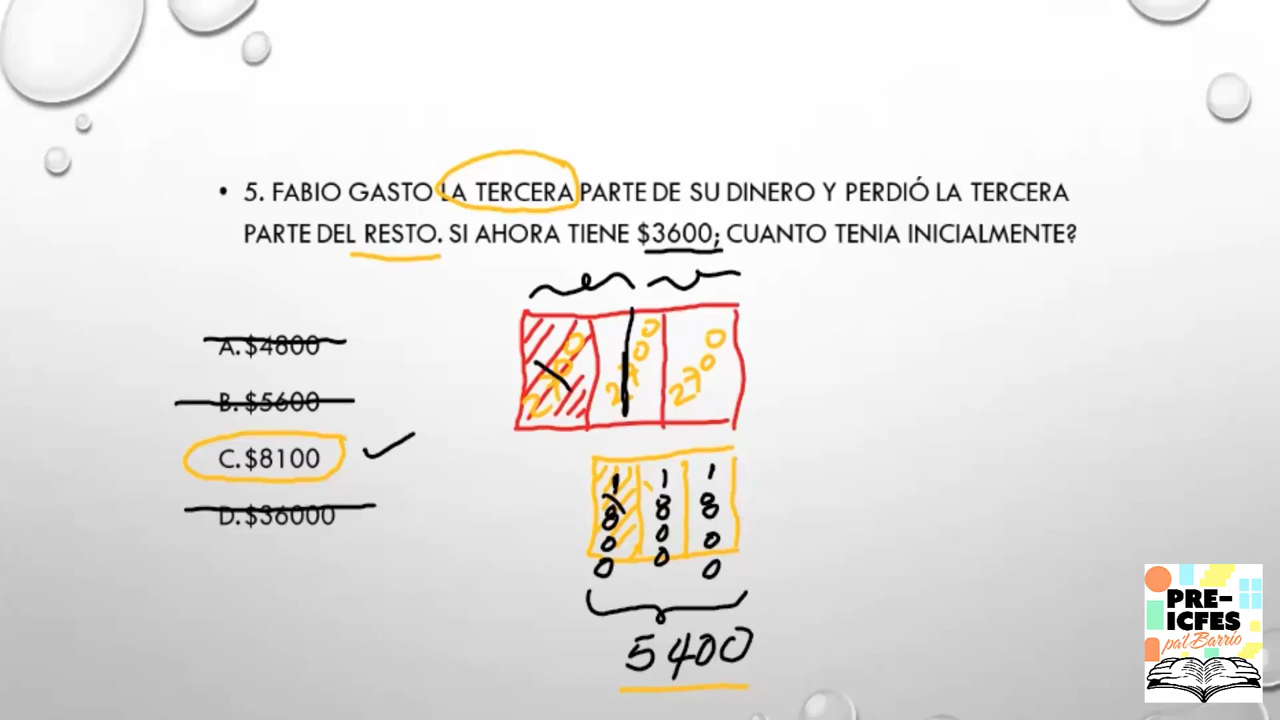 • 5. FABIO GASTO LA TERCERA PARTE DE SU DINERO Y PERDIÓ LA TERCERA
PARTE DEL RESTO. SI AHORA TIENE $3600; CUANTO TENIA INICIALMENTE?
A. $4800
B. $5600
C. $8100
D. $36000
2700 2700 2700
1800 1800 1800
5400
PRE-
ICFES
pa'l Barrio